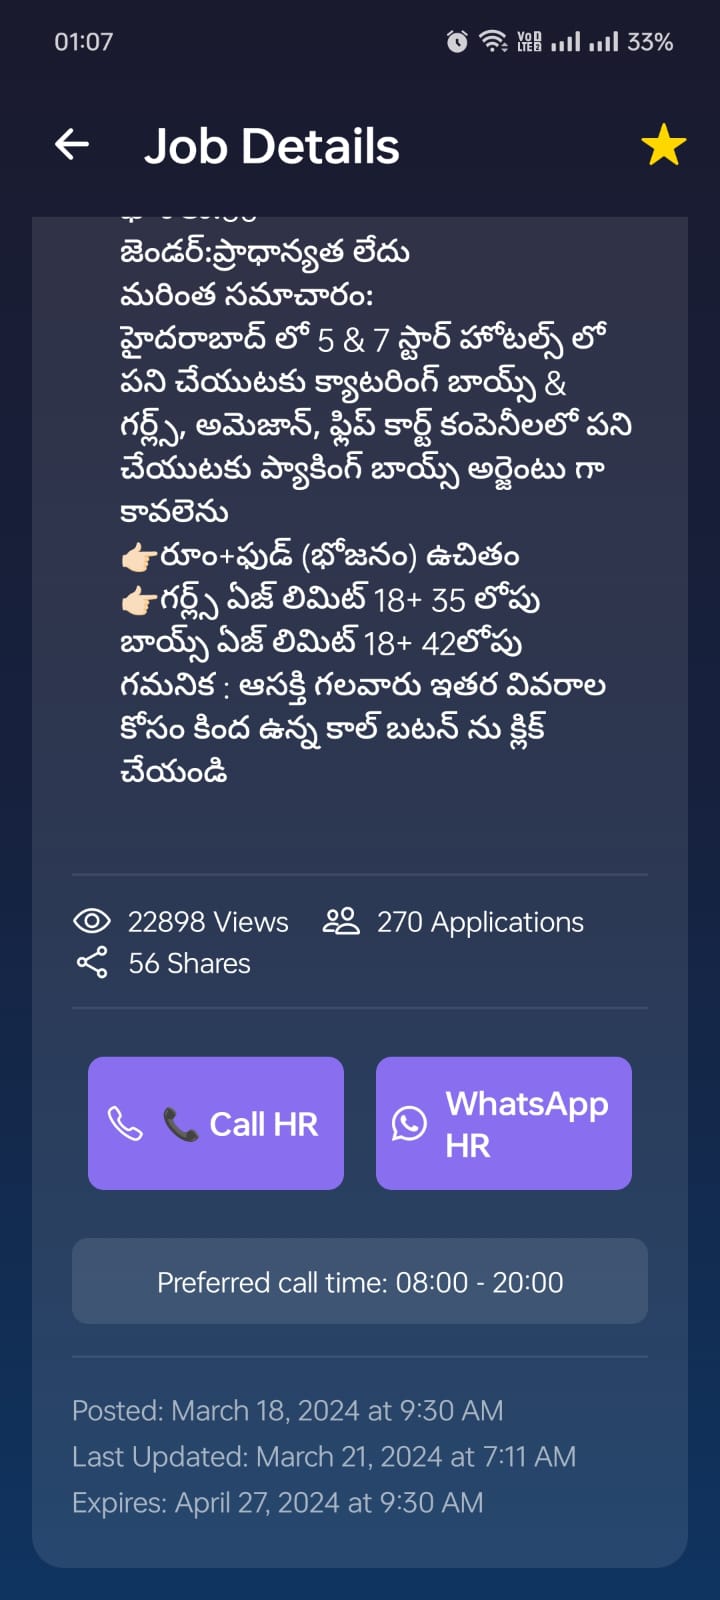 01:07
33%
Job Details
జెండర్:ప్రాధాన్యత లేదు
మరింత సమాచారం:
హైదరాబాద్ లో 5 & 7 స్టార్ హోటల్స్ లో
పని చేయుటకు క్యాటరింగ్ బాయ్స్ &
గర్ల్స్, అమెజాన్, ఫ్లిప్ కార్ట్ కంపెనీలలో పని
చేయుటకు ప్యాకింగ్ బాయ్స్ అర్జెంటు గా
కావలెను
👉🏻రూం+ఫుడ్ (భోజనం) ఉచితం
👉🏻గర్ల్స్ ఏజ్ లిమిట్ 18+ 35 లోపు
బాయ్స్ ఏజ్ లిమిట్ 18+ 42లోపు
గమనిక : ఆసక్తి గలవారు ఇతర వివరాల
కోసం కింద ఉన్న కాల్ బటన్ ను క్లిక్
చేయండి
22898 Views 270 Applications
56 Shares
📞 Call HR
WhatsApp
HR
Preferred call time: 08:00 - 20:00
Posted: March 18, 2024 at 9:30 AM
Last Updated: March 21, 2024 at 7:11 AM
Expires: April 27, 2024 at 9:30 AM